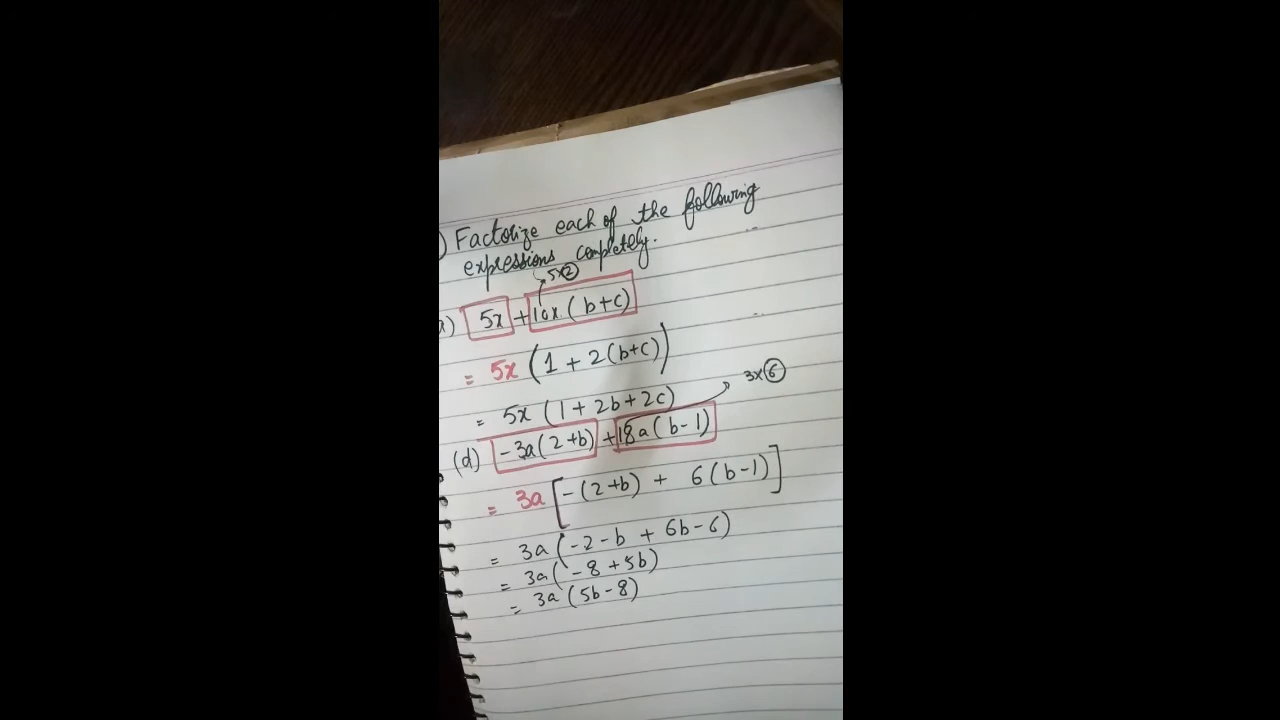 ) Factorize each of the following
expressions completely.
5x2
a) 5x + 10x (b+c)
= 5x (1 + 2(b+c))
= 5x (1 + 2b + 2c)
3x6
(d) -3a(2+b) + 18a(b-1)
= 3a [-(2+b) + 6(b-1)]
= 3a (-2-b + 6b-6)
= 3a (-8 + 5b)
= 3a (5b-8)